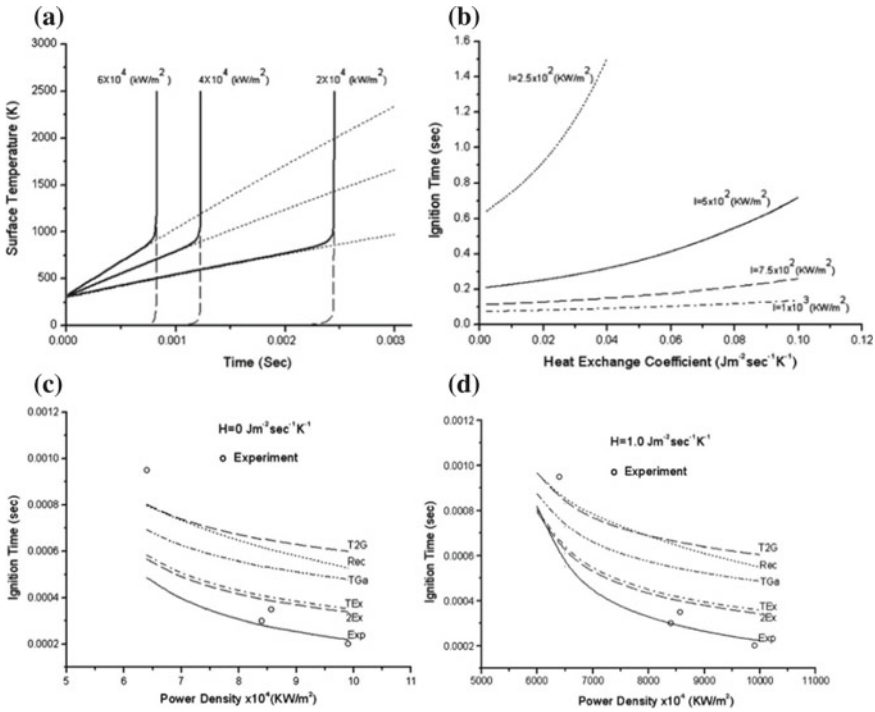 (a)
3000
2500
2000
1500
1000
500
0
Surface Temperature (K)
6X10⁴ (kW/m²)
4X10⁴ (kW/m²)
2X10⁴ (kW/m²)
0.000
0.001
0.002
0.003
Time (Sec)
(b)
1.6
1.4
1.2
1.0
0.8
0.6
0.4
0.2
0.0
Ignition Time (sec)
I=2.5x10² (KW/m²)
I=5x10² (KW/m²)
I=7.5x10² (KW/m²)
I=1x10³ (KW/m²)
0.00
0.02
0.04
0.06
0.08
0.10
0.12
Heat Exchange Coefficient (Jm⁻²sec⁻¹K⁻¹)
(c)
0.0012
0.0010
0.0008
0.0006
0.0004
0.0002
Ignition Time (sec)
H=0 Jm⁻²sec⁻¹K⁻¹
Experiment
T2G
Rec
TGa
TEx
2Ex
Exp
5
6
7
8
9
10
11
Power Density x10⁴(KW/m²)
(d)
0.0012
0.0010
0.0008
0.0006
0.0004
0.0002
Ignition Time (sec)
H=1.0 Jm⁻²sec⁻¹K⁻¹
Experiment
T2G
Rec
TGa
TEx
2Ex
Exp
5000
6000
7000
8000
9000
10000
11000
Power Density x10⁴ (KW/m²)